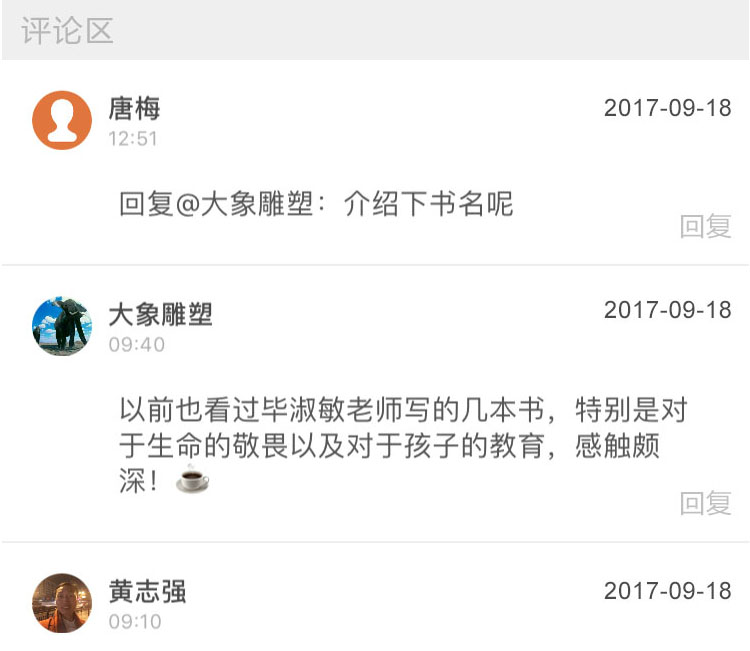 评论区
唐梅
2017-09-18
12:51
回复@大象雕塑：介绍下书名呢
回复
大象雕塑
2017-09-18
09:40
以前也看过毕淑敏老师写的几本书，特别是对
于生命的敬畏以及对于孩子的教育，感触颇
深！☕
回复
黄志强
2017-09-18
09:10